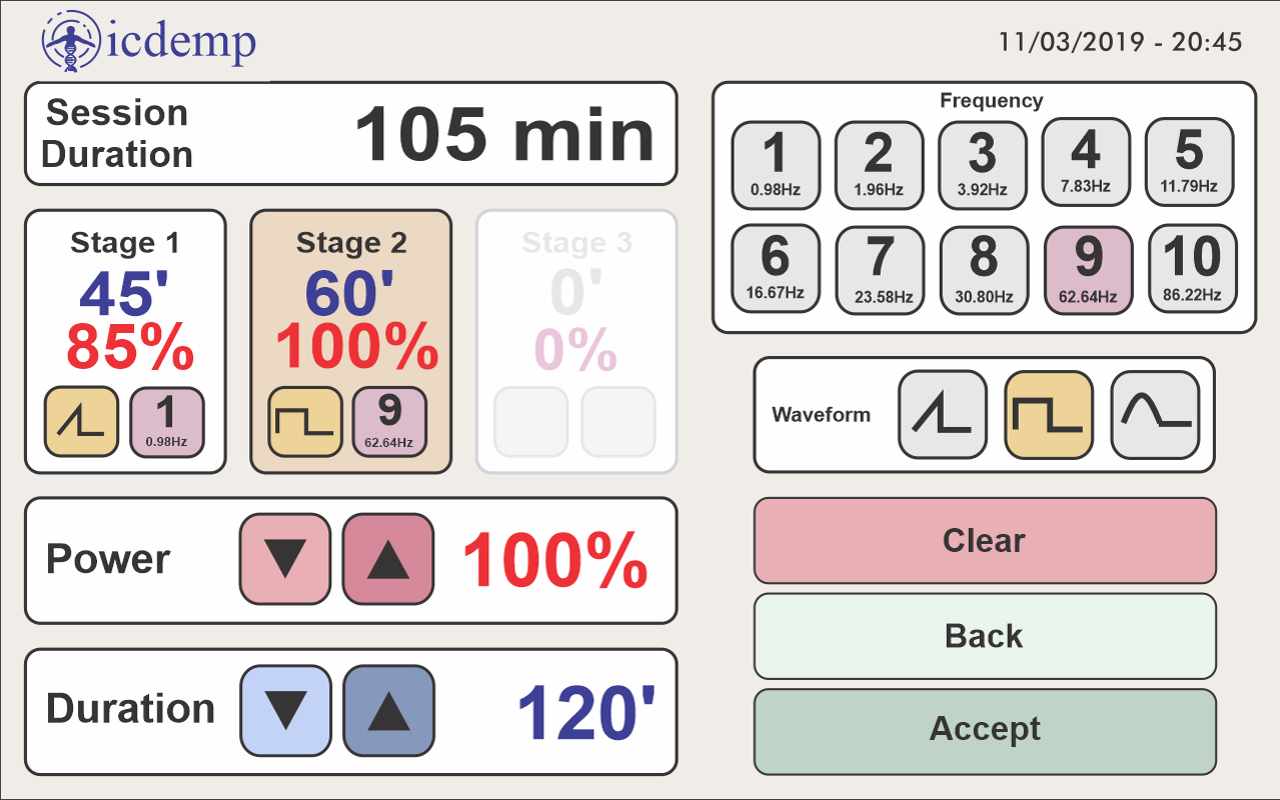 icdemp
11/03/2019 - 20:45
Session
Duration
105 min
Stage 1
45'
85%
1
0.98Hz
Stage 2
60'
100%
9
62.64Hz
Stage 3
0'
0%
Power
100%
Duration
120'
Frequency
1
0.98Hz
2
1.96Hz
3
3.92Hz
4
7.83Hz
5
11.79Hz
6
16.67Hz
7
23.58Hz
8
30.80Hz
9
62.64Hz
10
86.22Hz
Waveform
Clear
Back
Accept